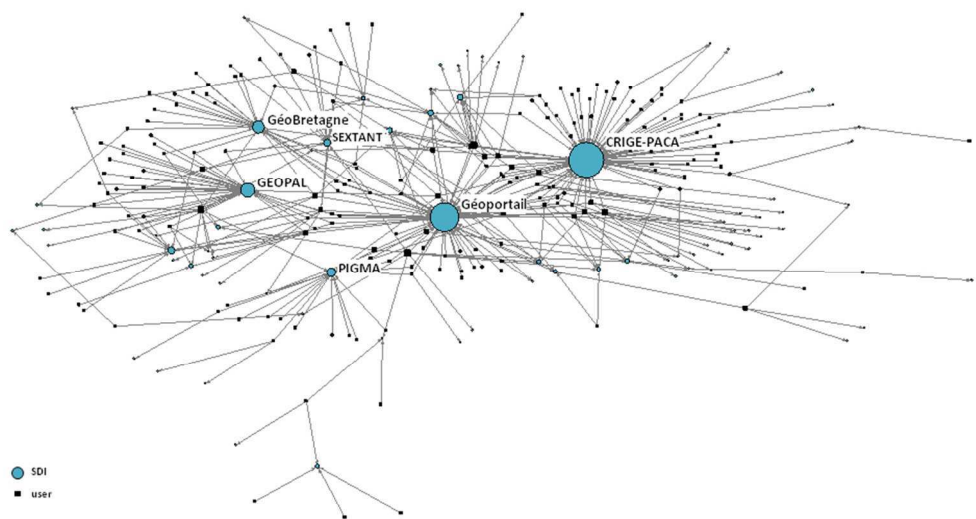 GéoBretagne
SEXTANT
CRIGE-PACA
GEOPAL
Géoportail
PIGMA
SDI
user